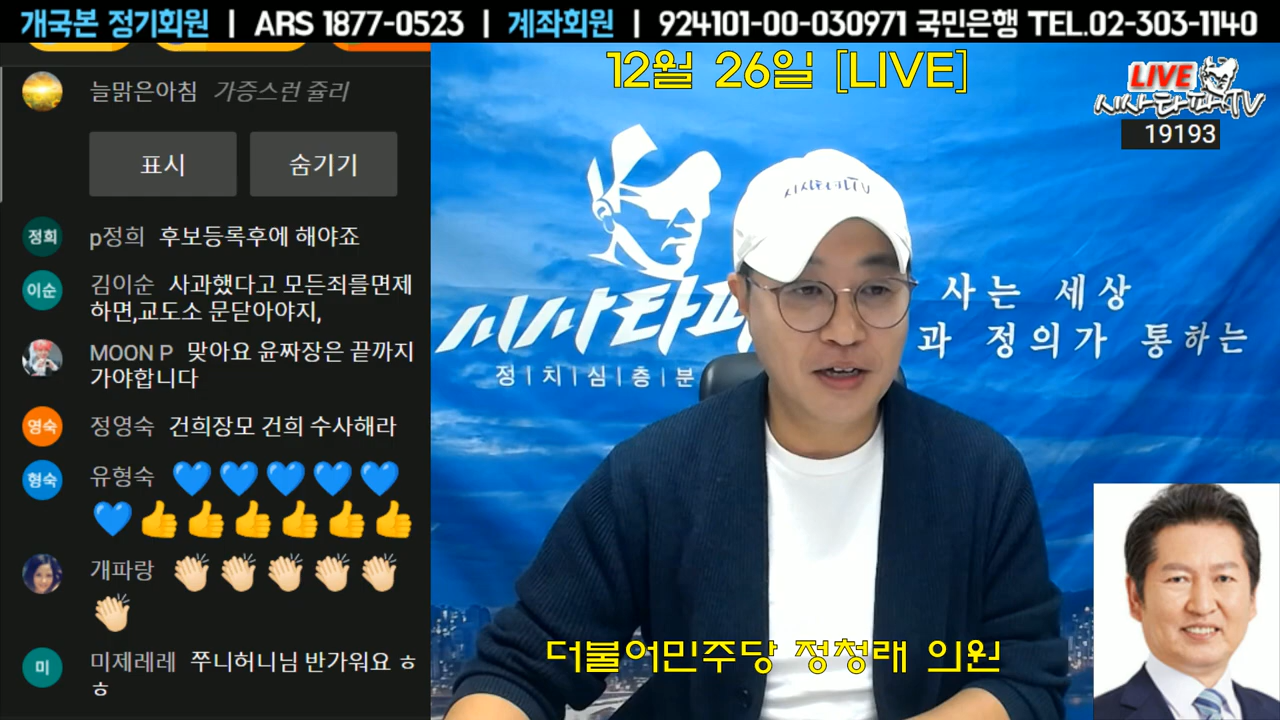 개국본 정기회원 | ARS 1877-0523 | 계좌회원 | 924101-00-030971 국민은행 TEL.02-303-1140
12월 26일 [LIVE]
LIVE
시사타파TV
19193
늘맑은아침 가증스런 쥴리
표시 숨기기
정희 p정희 후보등록후에 해야죠
이순 김이순 사과했다고 모든죄를면제
하면,교도소 문닫아야지,
MOON P 맞아요 윤짜장은 끝까지
가야합니다
영숙 정영숙 건희장모 건희 수사해라
형숙 유형숙 💙💙💙💙💙
💙👍👍👍👍👍👍
개파랑 👏🏻👏🏻👏🏻👏🏻👏🏻
👏🏻
미 미제레레 쭈니허니님 반가워요 ㅎ
ㅎ
시사타파TV
시사타파
정|치|심|층|분
사는 세상
과 정의가 통하는
더불어민주당 정청래 의원